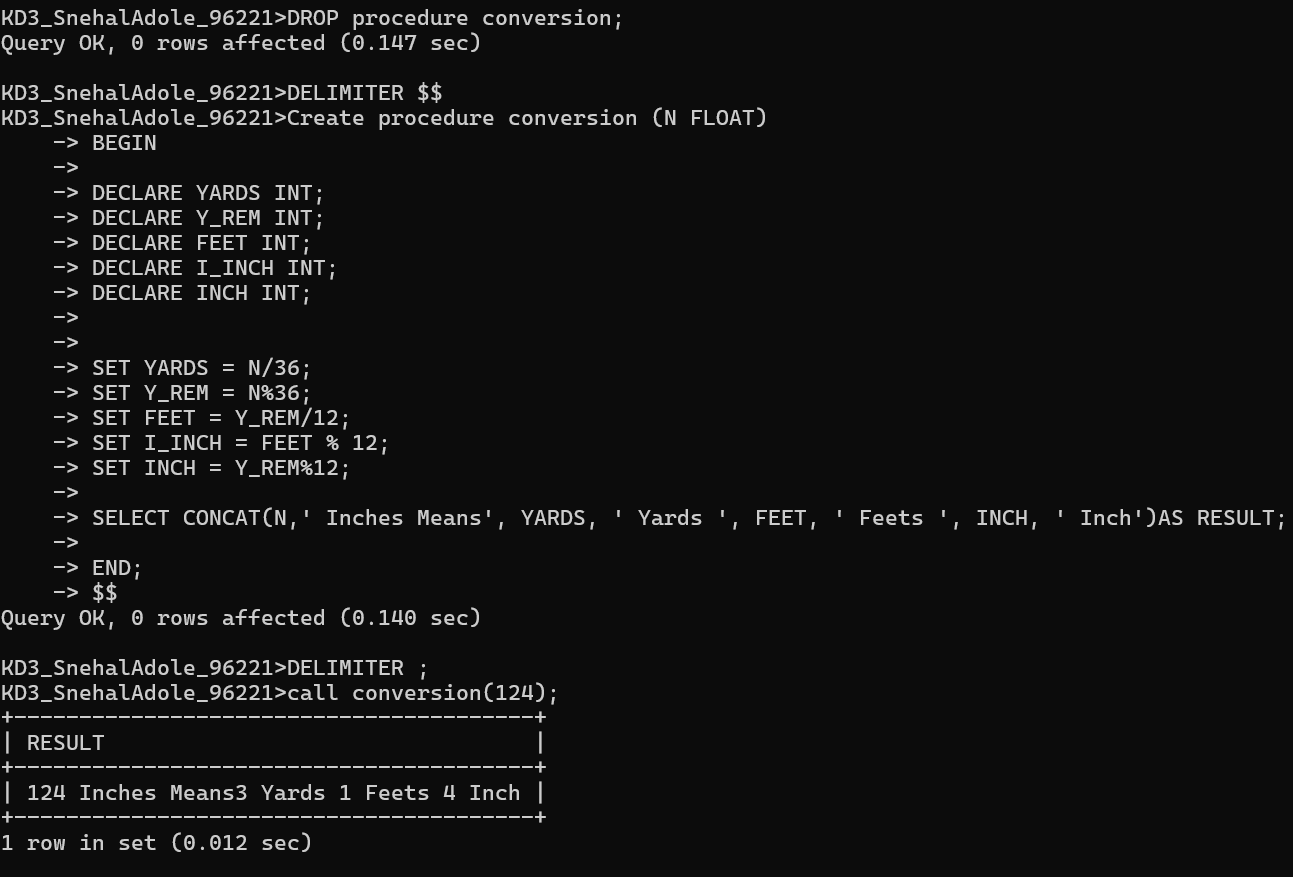 KD3_SnehalAdole_96221>DROP procedure conversion;
Query OK, 0 rows affected (0.147 sec)

KD3_SnehalAdole_96221>DELIMITER $$
KD3_SnehalAdole_96221>Create procedure conversion (N FLOAT)
    -> BEGIN
    ->
    -> DECLARE YARDS INT;
    -> DECLARE Y_REM INT;
    -> DECLARE FEET INT;
    -> DECLARE I_INCH INT;
    -> DECLARE INCH INT;
    ->
    ->
    -> SET YARDS = N/36;
    -> SET Y_REM = N%36;
    -> SET FEET = Y_REM/12;
    -> SET I_INCH = FEET % 12;
    -> SET INCH = Y_REM%12;
    ->
    -> SELECT CONCAT(N,' Inches Means', YARDS, ' Yards ', FEET, ' Feets ', INCH, ' Inch')AS RESULT;
    ->
    -> END;
    -> $$
Query OK, 0 rows affected (0.140 sec)

KD3_SnehalAdole_96221>DELIMITER ;
KD3_SnehalAdole_96221>call conversion(124);
+----------------------------------------+
| RESULT                                 |
+----------------------------------------+
| 124 Inches Means3 Yards 1 Feets 4 Inch |
+----------------------------------------+
1 row in set (0.012 sec)